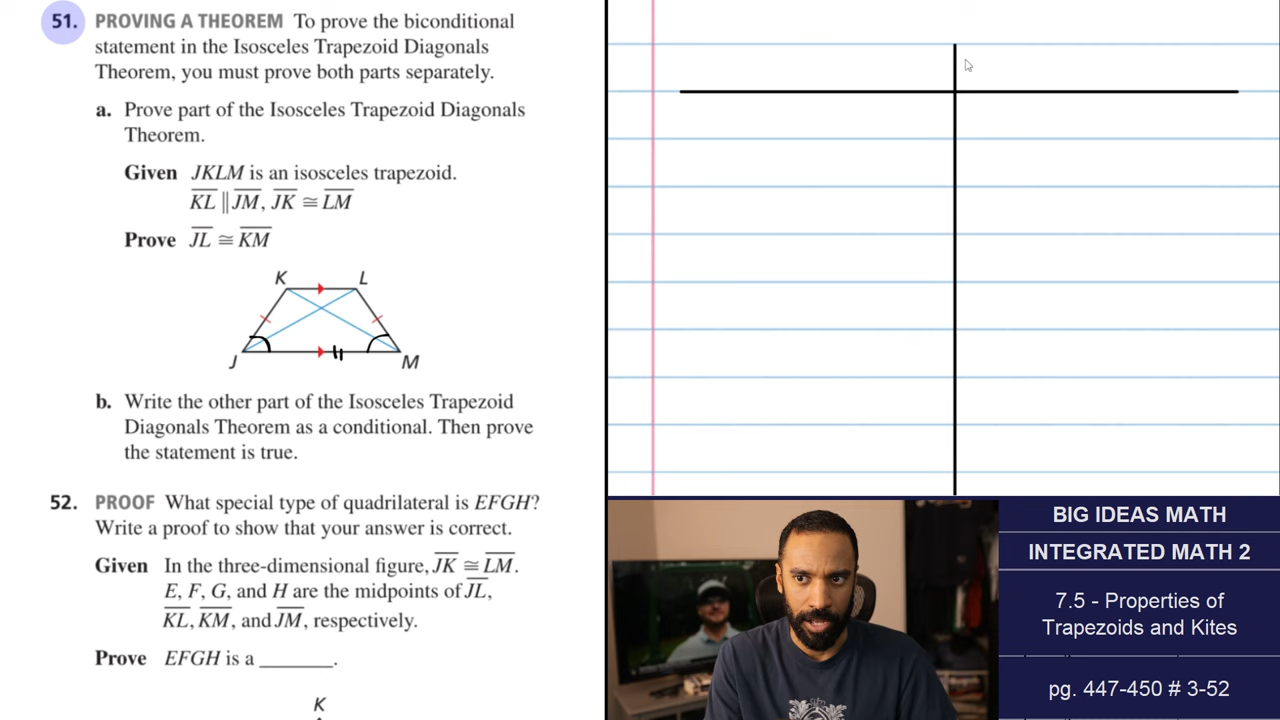 51. PROVING A THEOREM To prove the biconditional
statement in the Isosceles Trapezoid Diagonals
Theorem, you must prove both parts separately.
a. Prove part of the Isosceles Trapezoid Diagonals
Theorem.
Given JKLM is an isosceles trapezoid.
KL ∥ JM, JK ≅ LM
Prove JL ≅ KM
K L
J M
b. Write the other part of the Isosceles Trapezoid
Diagonals Theorem as a conditional. Then prove
the statement is true.
52. PROOF What special type of quadrilateral is EFGH?
Write a proof to show that your answer is correct.
Given In the three-dimensional figure, JK ≅ LM.
E, F, G, and H are the midpoints of JL,
KL, KM, and JM, respectively.
Prove EFGH is a ______.
K
BIG IDEAS MATH
INTEGRATED MATH 2
7.5 - Properties of
Trapezoids and Kites
pg. 447-450 # 3-52